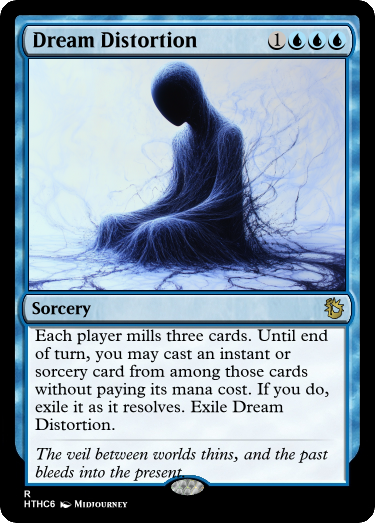 Dream Distortion 1
Sorcery
Each player mills three cards. Until end
of turn, you may cast an instant or
sorcery card from among those cards
without paying its mana cost. If you do,
exile it as it resolves. Exile Dream
Distortion.
The veil between worlds thins, and the past
bleeds into the present.
R
HTHC6 Midjourney